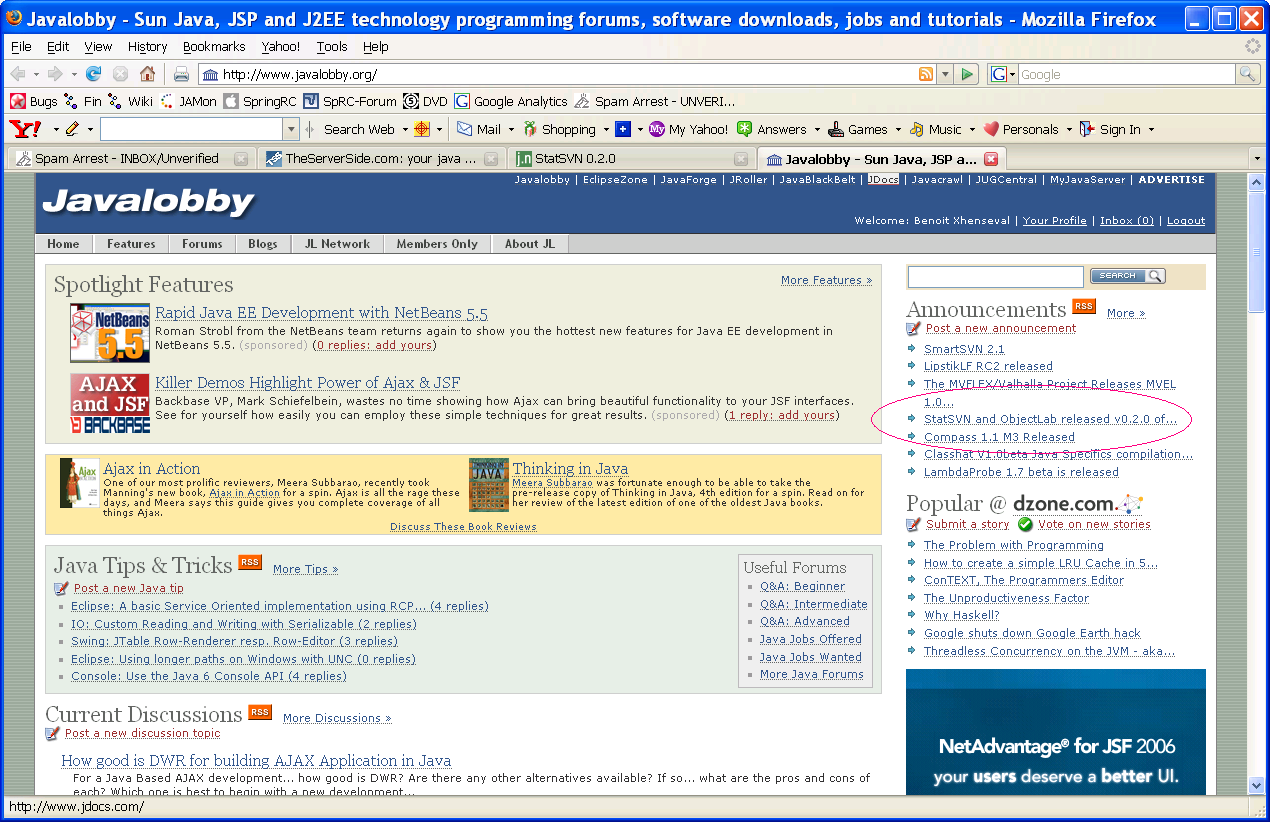 Javalobby - Sun Java, JSP and J2EE technology programming forums, software downloads, jobs and tutorials - Mozilla Firefox
File Edit View History Bookmarks Yahoo! Tools Help
http://www.javalobby.org/ G Google
Bugs Fin Wiki JAMon SpringRC SpRC-Forum DVD Google Analytics Spam Arrest - UNVERI...
Y! Search Web Mail Shopping My Yahoo! Answers Games Music Personals Sign In
Spam Arrest - INBOX/Unverified TheServerSide.com: your java ... j.n StatSVN 0.2.0 Javalobby - Sun Java, JSP a...
Javalobby | EclipseZone | JavaForge | JRoller | JavaBlackBelt | JDocs | Javacrawl | JUGCentral | MyJavaServer | ADVERTISE
Javalobby
Welcome: Benoit Xhenseval | Your Profile | Inbox (0) | Logout
Home Features Forums Blogs JL Network Members Only About JL
Spotlight Features
More Features »
NetBeans 5.5
Rapid Java EE Development with NetBeans 5.5
Roman Strobl from the NetBeans team returns again to show you the hottest new features for Java EE development in
NetBeans 5.5. (sponsored) (0 replies: add yours)
AJAX and JSF BACKBASE
Killer Demos Highlight Power of Ajax & JSF
Backbase VP, Mark Schiefelbein, wastes no time showing how Ajax can bring beautiful functionality to your JSF interfaces.
See for yourself how easily you can employ these simple techniques for great results. (sponsored) (1 reply: add yours)
Ajax
Ajax in Action
One of our most prolific reviewers, Meera Subbarao, recently took
Manning's new book, Ajax in Action for a spin. Ajax is all the rage these
days, and Meera says this guide gives you complete coverage of all
things Ajax.
JAVA
Thinking in Java
Meera Subbarao was fortunate enough to be able to take the
pre-release copy of Thinking in Java, 4th edition for a spin. Read on for
her review of the latest edition of one of the oldest Java books.
Discuss These Book Reviews
Java Tips & Tricks RSS More Tips »
Post a new Java tip
Eclipse: A basic Service Oriented implementation using RCP... (4 replies)
IO: Custom Reading and Writing with Serializable (2 replies)
Swing: JTable Row-Renderer resp. Row-Editor (3 replies)
Eclipse: Using longer paths on Windows with UNC (0 replies)
Console: Use the Java 6 Console API (4 replies)
Useful Forums
Q&A: Beginner
Q&A: Intermediate
Q&A: Advanced
Java Jobs Offered
Java Jobs Wanted
More Java Forums
Current Discussions RSS More Discussions »
Post a new discussion topic
How good is DWR for building AJAX Application in Java
For a Java Based AJAX development... how good is DWR? Are there any other alternatives available? If so... what are the pros and cons of
each? Which one is best to begin with a new development...
SEARCH
Announcements RSS More »
Post a new announcement
SmartSVN 2.1
LipstikLF RC2 released
The MVFLEX/Valhalla Project Releases MVEL
1.0...
StatSVN and ObjectLab released v0.2.0 of...
Compass 1.1 M3 Released
Classhat V1.0beta Java Specifics compilation...
LambdaProbe 1.7 beta is released
Popular @ dzone.com
Submit a story Vote on new stories
The Problem with Programming
How to create a simple LRU Cache in 5...
ConTEXT, The Programmers Editor
The Unproductiveness Factor
Why Haskell?
Google shuts down Google Earth hack
Threadless Concurrency on the JVM - aka...
NetAdvantage® for JSF 2006
your users deserve a better UI.
http://www.jdocs.com/